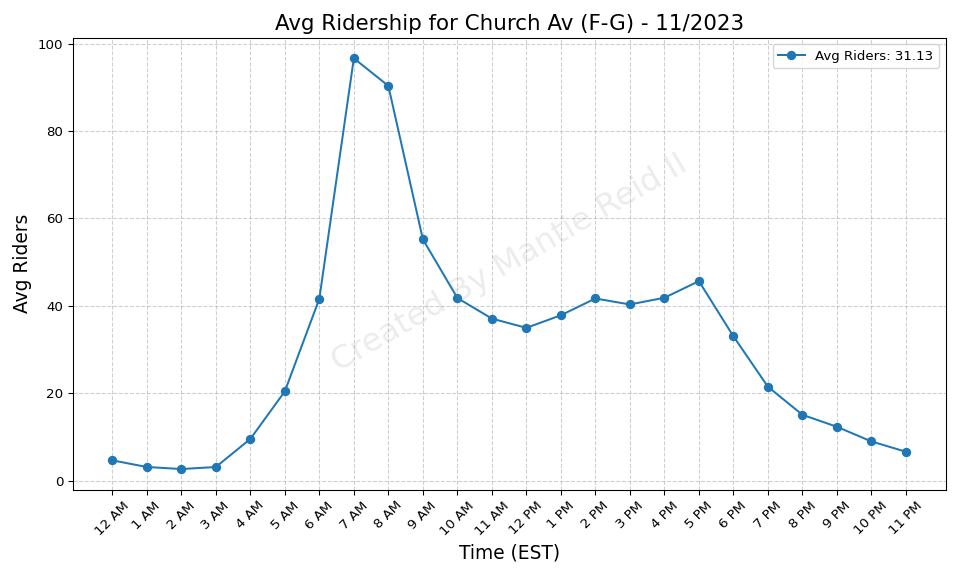 Avg Ridership for Church Av (F-G) - 11/2023
Avg Riders: 31.13
100
80
60
40
20
0
Avg Riders
Created By Mantie Reid II
12 AM
1 AM
2 AM
3 AM
4 AM
5 AM
6 AM
7 AM
8 AM
9 AM
10 AM
11 AM
12 PM
1 PM
2 PM
3 PM
4 PM
5 PM
6 PM
7 PM
8 PM
9 PM
10 PM
11 PM
Time (EST)